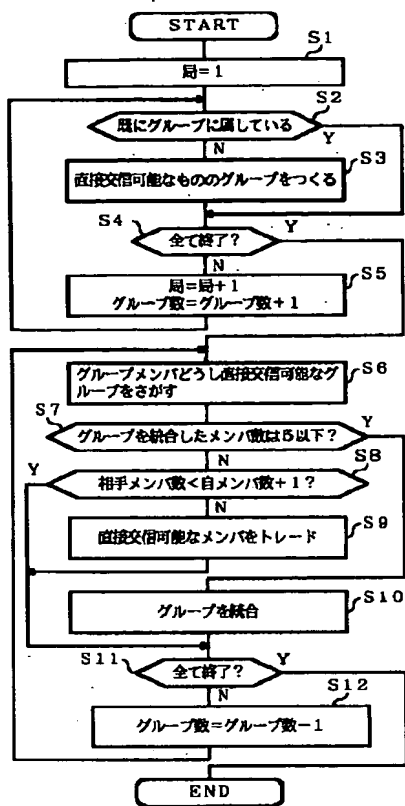 START
S1
局=1
S2
既にグループに属している
Y
N
S3
直接交信可能なもののグループをつくる
S4
全て終了?
Y
N
S5
局=局+1
グループ数=グループ数+1
S6
グループメンバどうし直接交信可能なグ
ループをさがす
S7
グループを統合したメンバ数は5以下?
Y
N
S8
Y
相手メンバ数<自メンバ数+1?
N
S9
直接交信可能なメンバをトレード
S10
グループを統合
S11
全て終了?
Y
N
S12
グループ数=グループ数-1
END